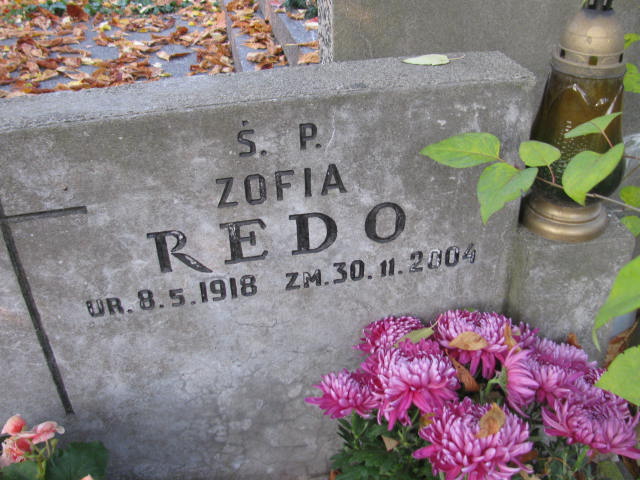 Ś. P.
ZOFIA
REDO
UR. 8.5.1918 ZM. 30.11.2004